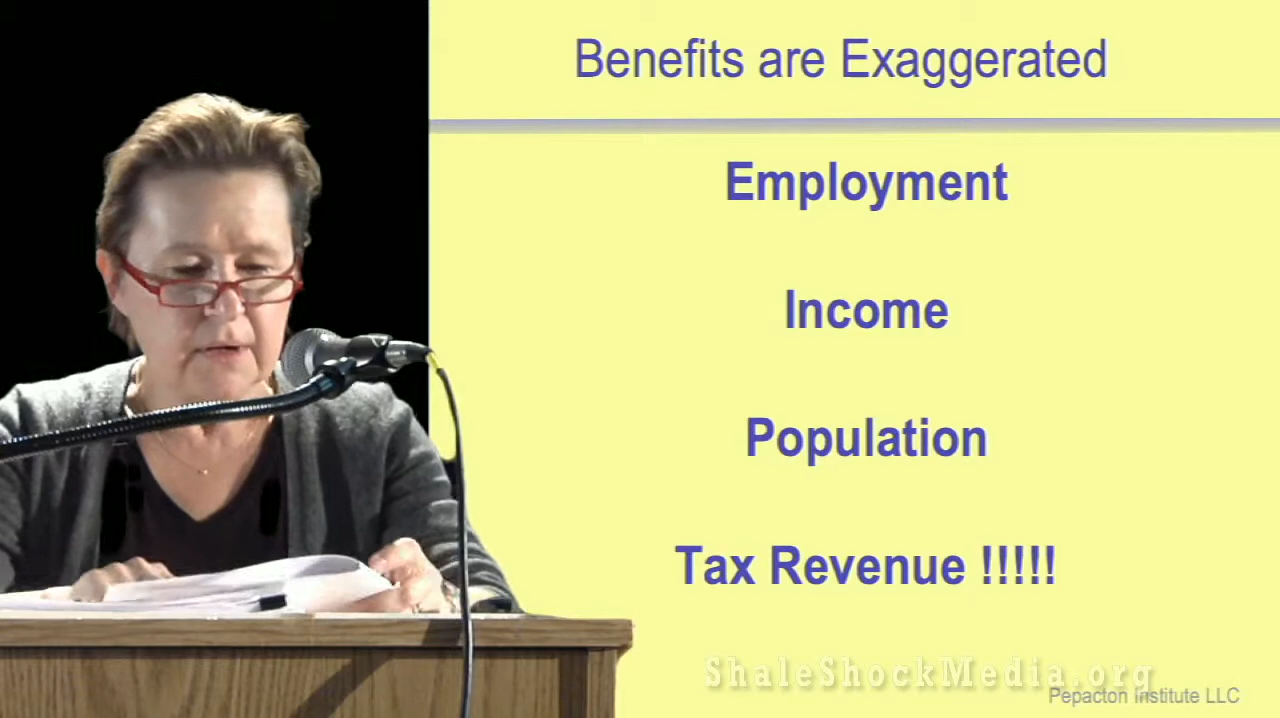 Benefits are Exaggerated
Employment
Income
Population
Tax Revenue !!!!!
ShaleShockMedia.org
Pepacton Institute LLC